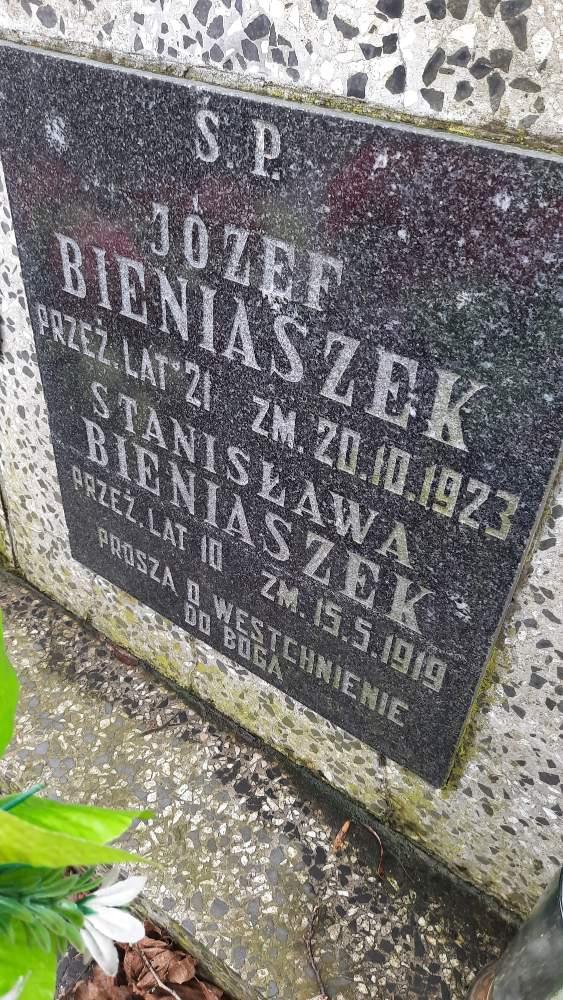 Ś. P.
JÓZEF
BIENIASZEK
PRZEŻ. LAT 21 ZM. 20.10.1923
STANISŁAWA
BIENIASZEK
PRZEŻ. LAT 10 ZM. 15.5.1919
PROSZĄ O WESTCHNIENIE
DO BOGA